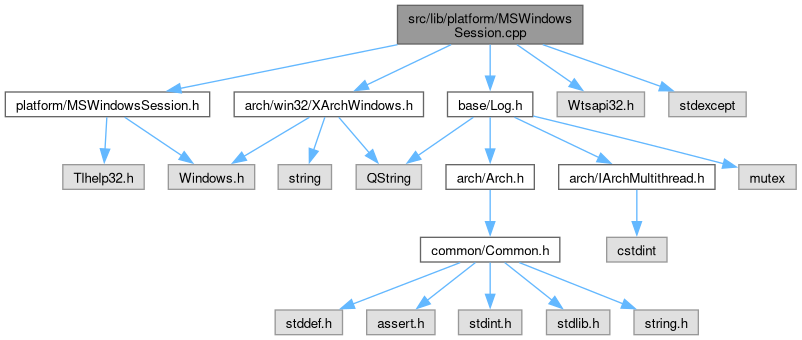 src/lib/platform/MSWindows
Session.cpp
platform/MSWindowsSession.h
arch/win32/XArchWindows.h
base/Log.h
Wtsapi32.h
stdexcept
Tlhelp32.h
Windows.h
string
QString
arch/Arch.h
arch/IArchMultithread.h
mutex
common/Common.h
cstdint
stddef.h
assert.h
stdint.h
stdlib.h
string.h